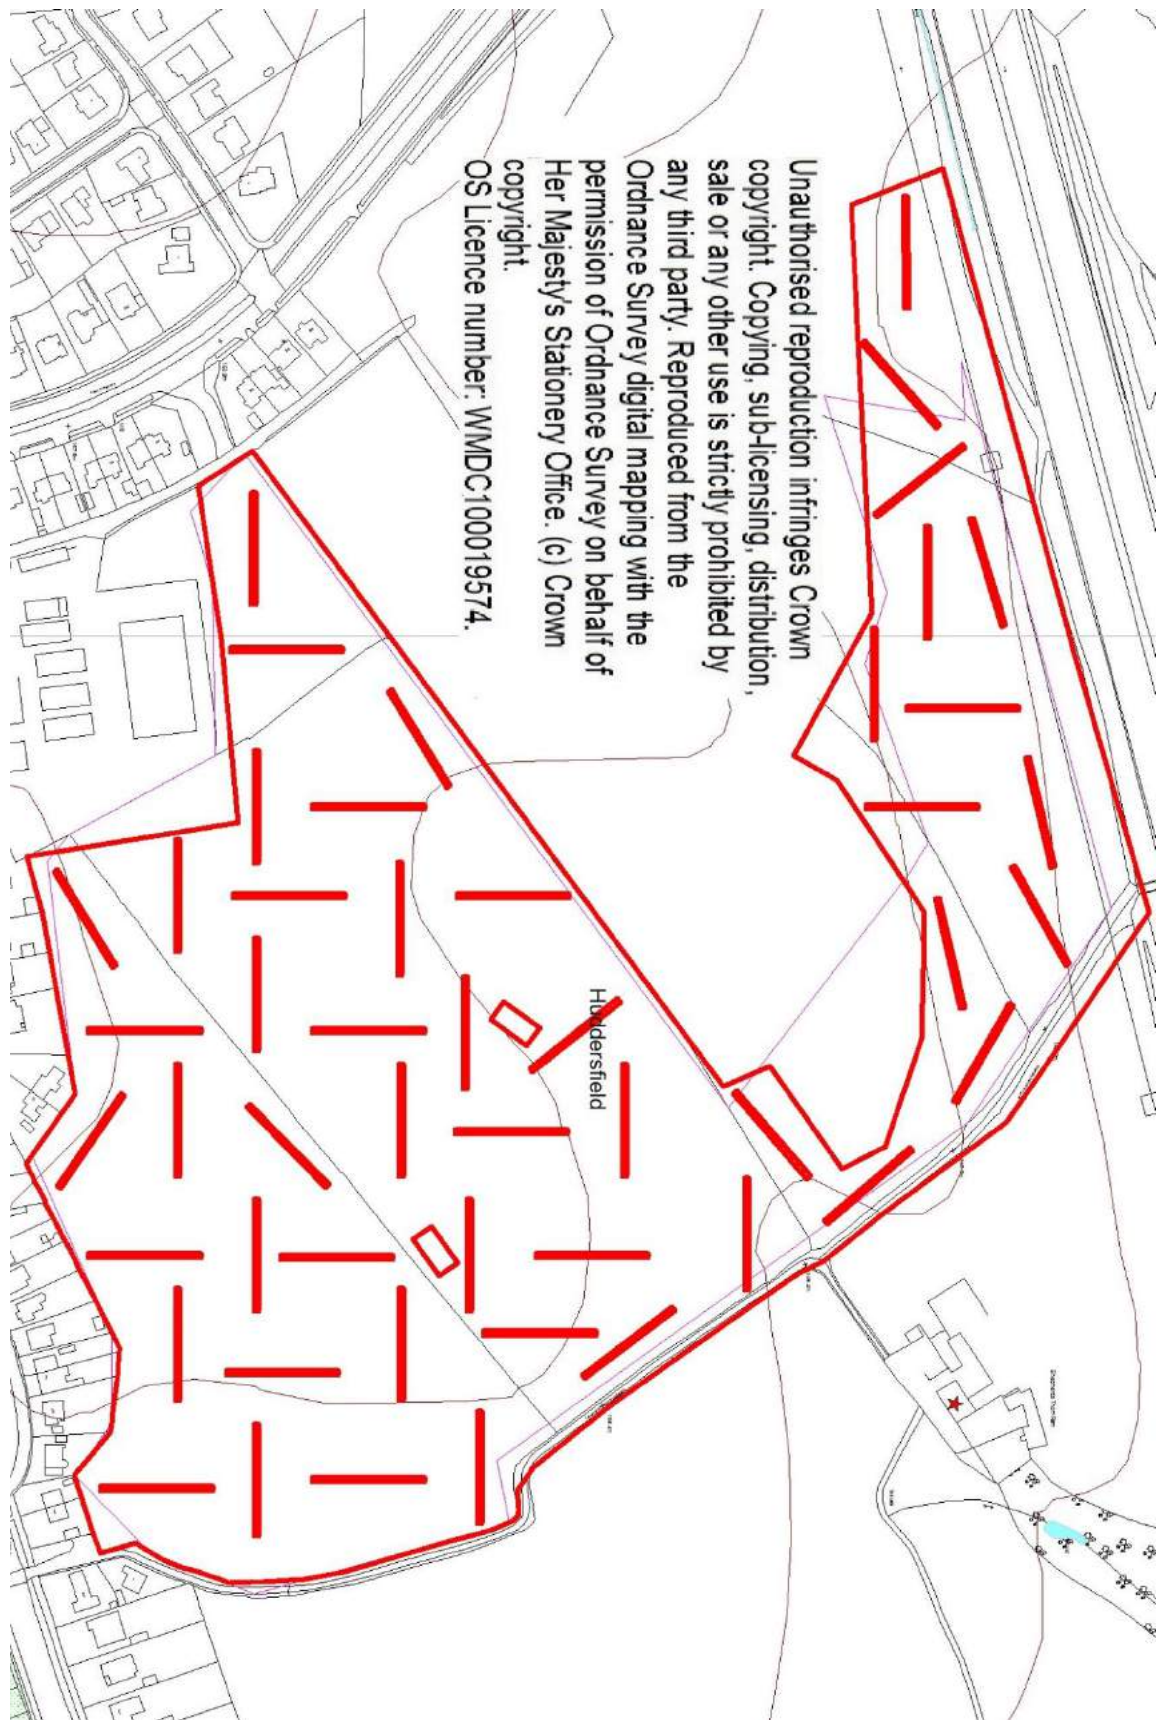 Unauthorised reproduction infringes Crown
copyright. Copying, sub-licensing, distribution,
sale or any other use is strictly prohibited by
any third party. Reproduced from the
Ordnance Survey digital mapping with the
permission of Ordnance Survey on behalf of
Her Majesty's Stationery Office. (c) Crown
copyright.
OS Licence number: WMDC100019574.
Huddersfield